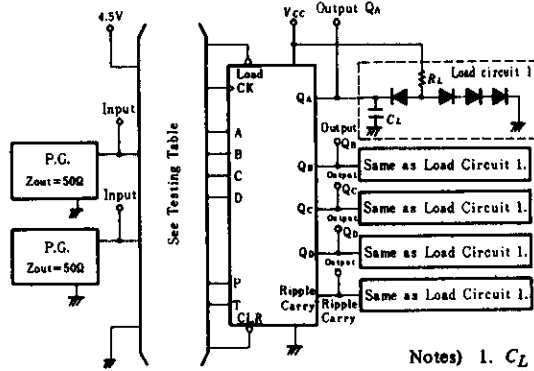 4.5V
Input
P.G.
Zout=50Ω
Input
P.G.
Zout=50Ω
See Testing Table
Load
CK
A
B
C
D
P
T
CLR
VCC
Output QA
QA
RL
CL
Load circuit 1
Output
QB
QB
Output
Same as Load Circuit 1.
QC
QC
Output
Same as Load Circuit 1.
QD
QD
Output
Same as Load Circuit 1.
Ripple
Carry
Ripple
Carry
Same as Load Circuit 1.
Notes) 1. CL